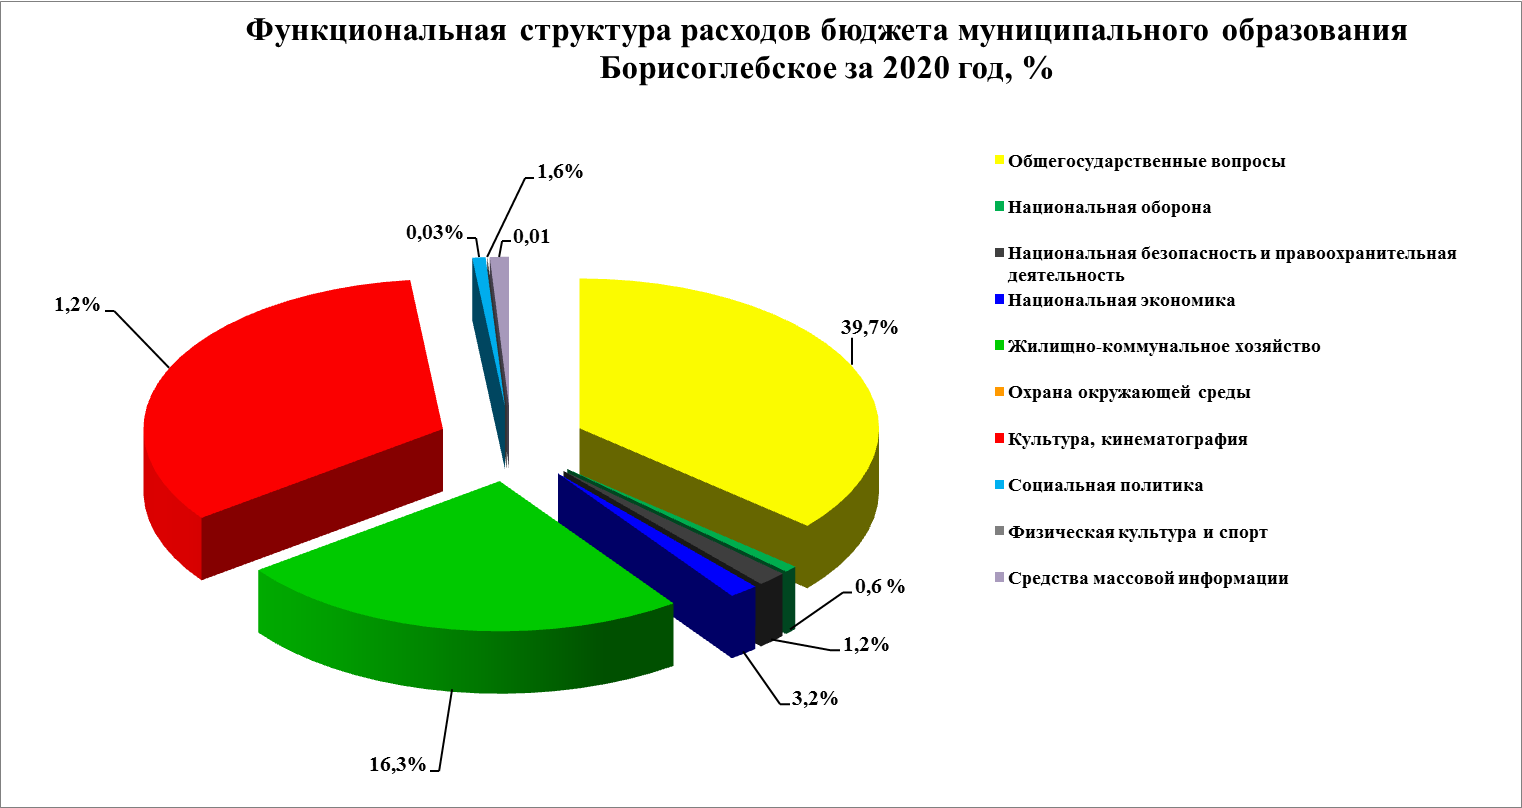 Функциональная структура расходов бюджета муниципального образования
Борисоглебское за 2020 год, %
1,6%
0,03%
0,01
1,2%
39,7%
0,6 %
1,2%
3,2%
16,3%
Общегосударственные вопросы
Национальная оборона
Национальная безопасность и правоохранительная
деятельность
Национальная экономика
Жилищно-коммунальное хозяйство
Охрана окружающей среды
Культура, кинематография
Социальная политика
Физическая культура и спорт
Средства массовой информации